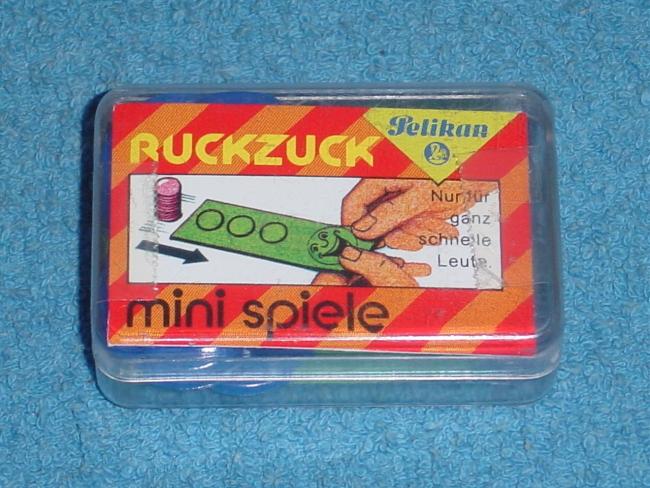 RUCKZUCK
Pelikan
Nur für
ganz
schnelle
Leute.
mini spiele